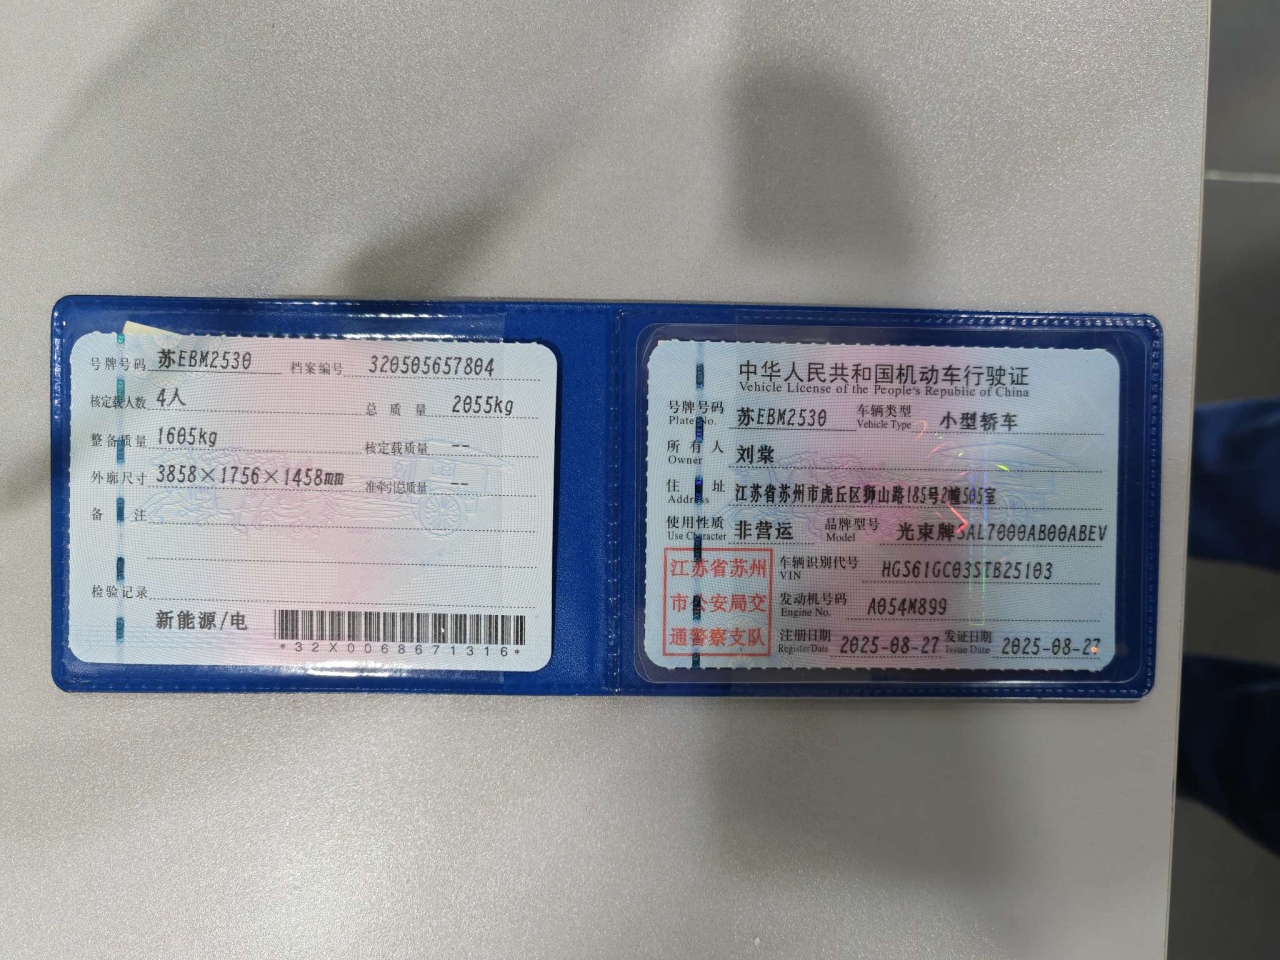 号牌号码 苏EBM2530 档案编号 320505657804
核定载人数 4人 总质量 2055kg
整备质量 1605kg 核定载质量 --
外廓尺寸 3858×1756×1458mm 准牵引总质量 --
备注
检验记录
新能源/电
*32X0068671316*
中华人民共和国机动车行驶证
Vehicle License of the People's Republic of China
号牌号码 苏EBM2530 车辆类型 小型轿车
Plate No. Vehicle Type
所有人 刘棠
Owner
住址 江苏省苏州市虎丘区狮山路185号2幢505室
Address
使用性质 非营运 品牌型号 光束牌SAL7000AB00ABEV
Use Character Model
江苏省苏州
市公安局交
通警察支队
车辆识别代号 HGS61GC03STB25103
VIN
发动机号码 A054M899
Engine No.
注册日期 2025-08-27 发证日期 2025-08-27
Register Date Issue Date